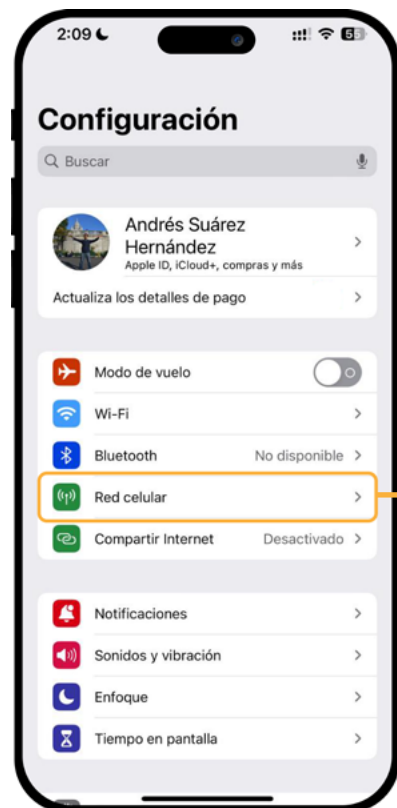 2:09
55
Configuración
Buscar
Andrés Suárez
Hernández
Apple ID, iCloud+, compras y más
Actualiza los detalles de pago
Modo de vuelo
Wi-Fi
Bluetooth No disponible
Red celular
Compartir Internet Desactivado
Notificaciones
Sonidos y vibración
Enfoque
Tiempo en pantalla